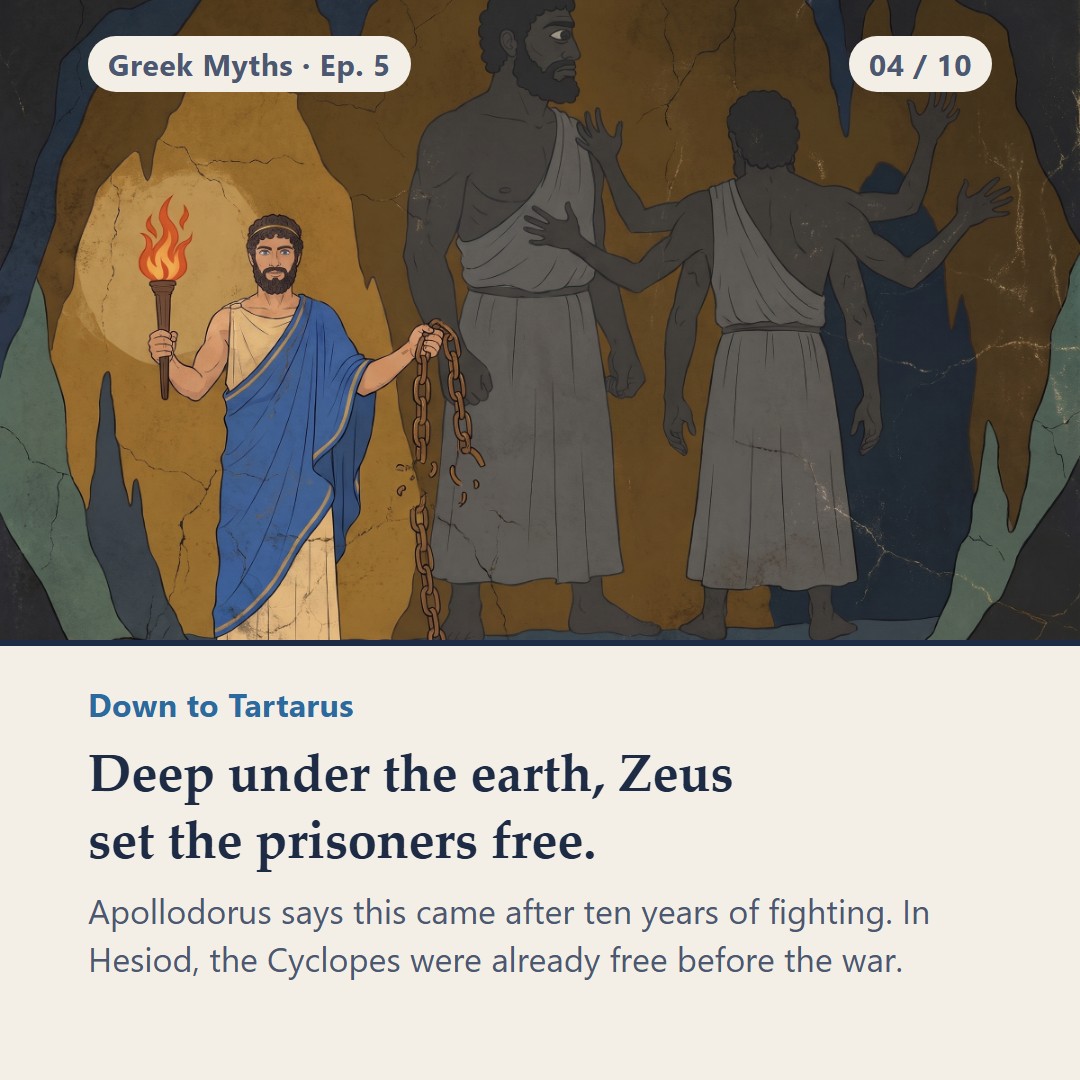 Greek Myths · Ep. 5
04 / 10
Down to Tartarus
Deep under the earth, Zeus
set the prisoners free.
Apollodorus says this came after ten years of fighting. In
Hesiod, the Cyclopes were already free before the war.